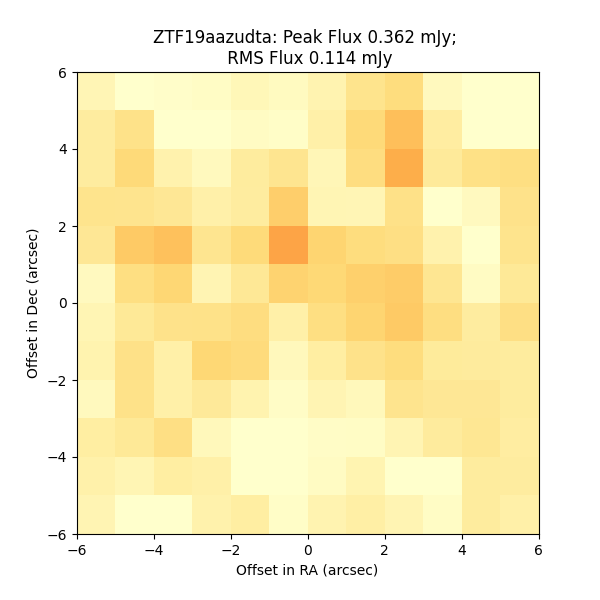 ZTF19aazudta: Peak Flux 0.362 mJy;
RMS Flux 0.114 mJy
6
4
2
0
−2
−4
−6
Offset in Dec (arcsec)
−6 −4 −2 0 2 4 6
Offset in RA (arcsec)